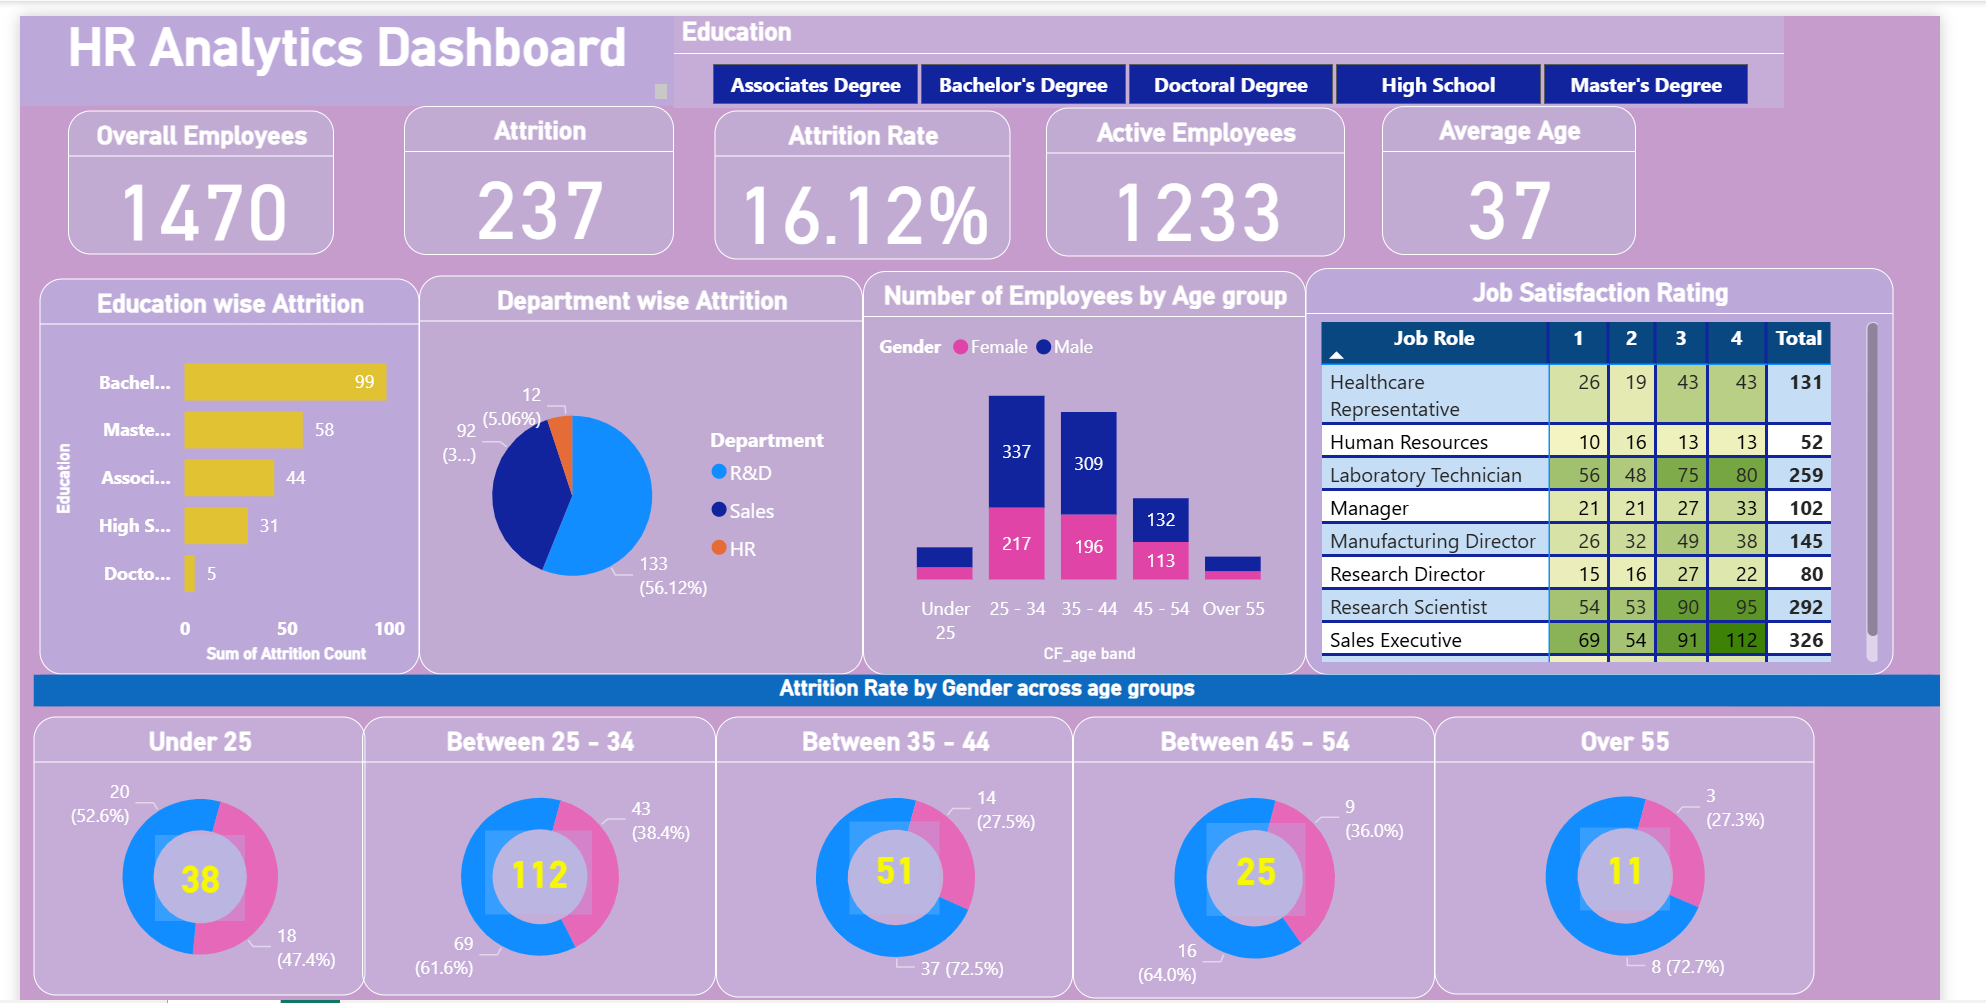 HR Analytics Dashboard
Education
Associates Degree
Bachelor's Degree
Doctoral Degree
High School
Master's Degree
Overall Employees
1470
Attrition
237
Attrition Rate
16.12%
Active Employees
1233
Average Age
37
Education wise Attrition
Education
Bachel...
99
Maste...
58
Associ...
44
High S...
31
Docto...
5
0 50 100
Sum of Attrition Count
Department wise Attrition
12
(5.06%)
92
(3...)
133
(56.12%)
Department
R&D
Sales
HR
Number of Employees by Age group
Gender Female Male
337
217
309
196
132
113
Under
25
25 - 34
35 - 44
45 - 54
Over 55
CF_age band
Job Satisfaction Rating
Job Role 1 2 3 4 Total
Healthcare 26 19 43 43 131
Representative
Human Resources 10 16 13 13 52
Laboratory Technician 56 48 75 80 259
Manager 21 21 27 33 102
Manufacturing Director 26 32 49 38 145
Research Director 15 16 27 22 80
Research Scientist 54 53 90 95 292
Sales Executive 69 54 91 112 326
Attrition Rate by Gender across age groups
Under 25
20
(52.6%)
38
18
(47.4%)
Between 25 - 34
43
(38.4%)
112
69
(61.6%)
Between 35 - 44
14
(27.5%)
51
37 (72.5%)
Between 45 - 54
9
(36.0%)
25
16
(64.0%)
Over 55
3
(27.3%)
11
8 (72.7%)